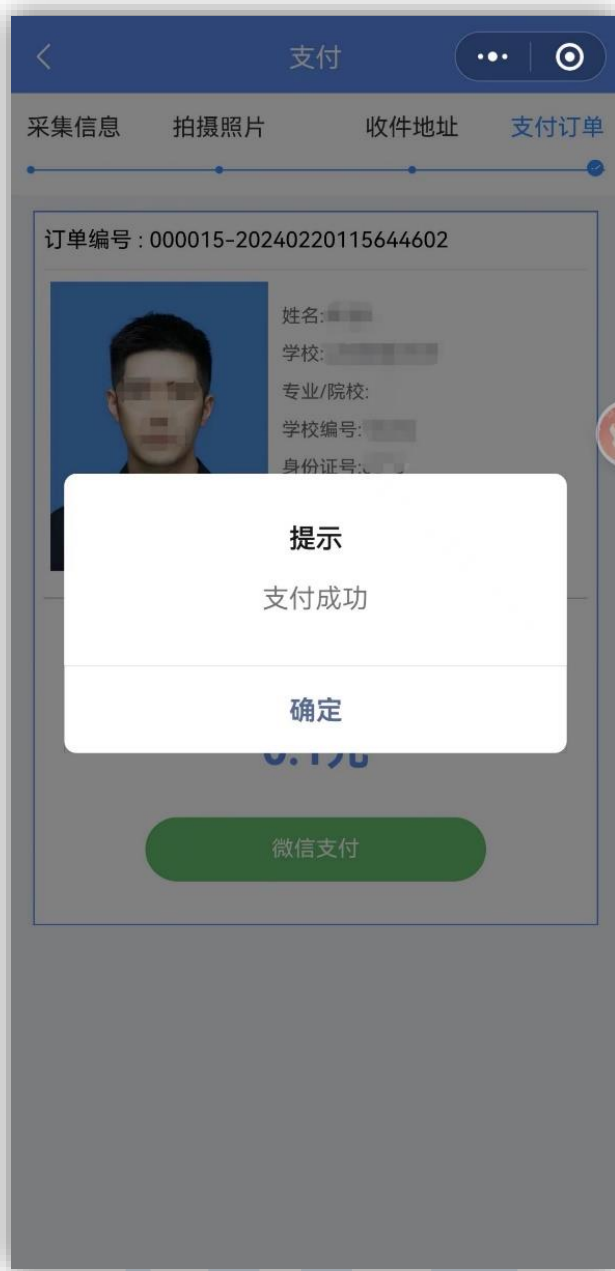 支付
采集信息 拍摄照片 收件地址 支付订单
订单编号 : 000015-20240220115644602
姓名:
学校:
专业/院校:
学校编号:
身份证号:
提示
支付成功
确定
微信支付